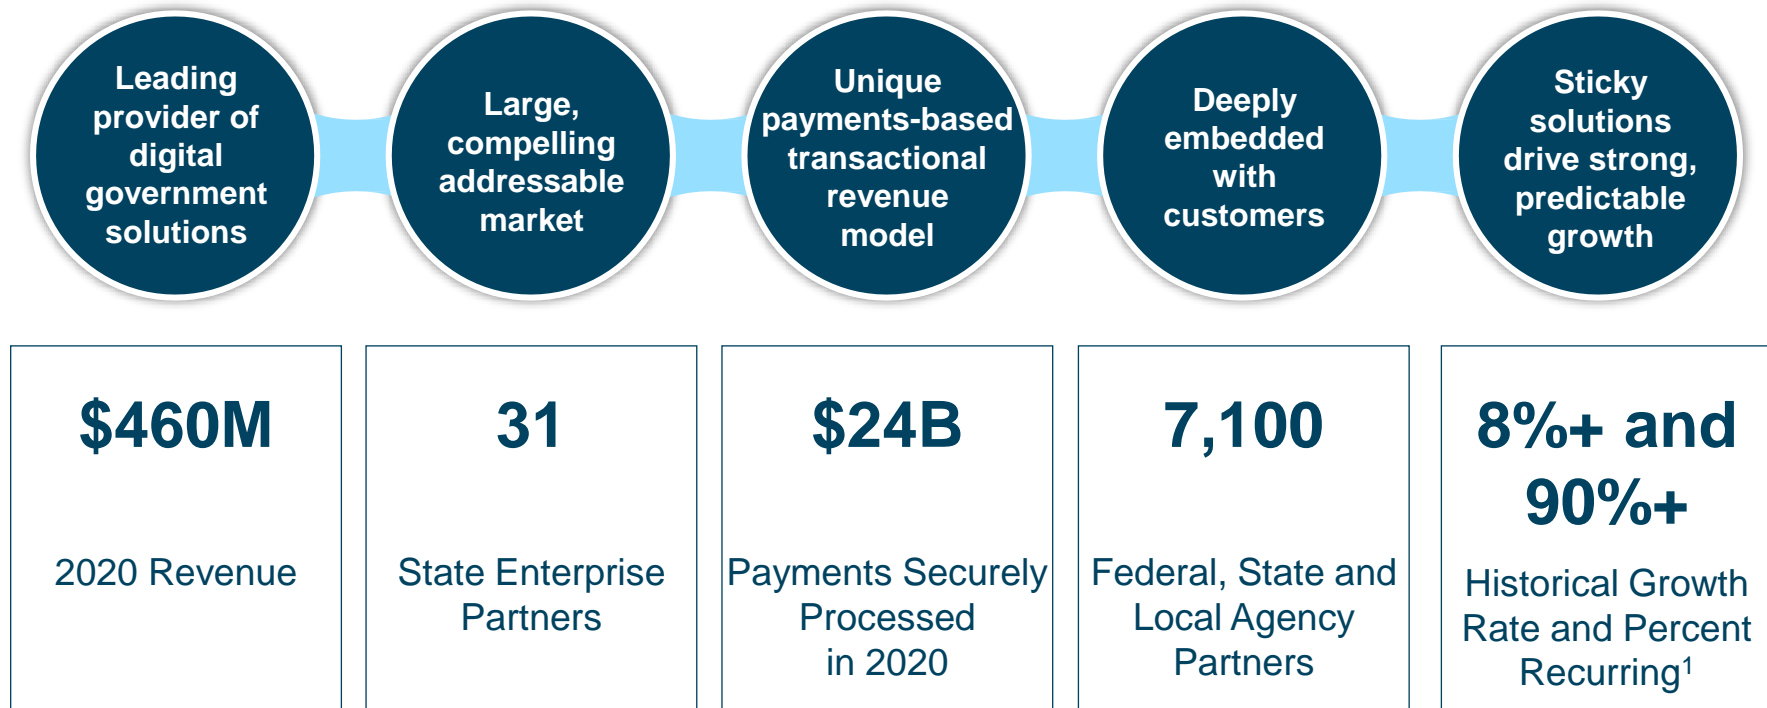 Leading
provider of
digital
government
solutions
Large,
compelling
addressable
market
Unique
payments-based
transactional
revenue
model
Deeply
embedded
with
customers
Sticky
solutions
drive strong,
predictable
growth
$460M
2020 Revenue
31
State Enterprise
Partners
$24B
Payments Securely
Processed
in 2020
7,100
Federal, State and
Local Agency
Partners
8%+ and
90%+
Historical Growth
Rate and Percent
Recurring¹